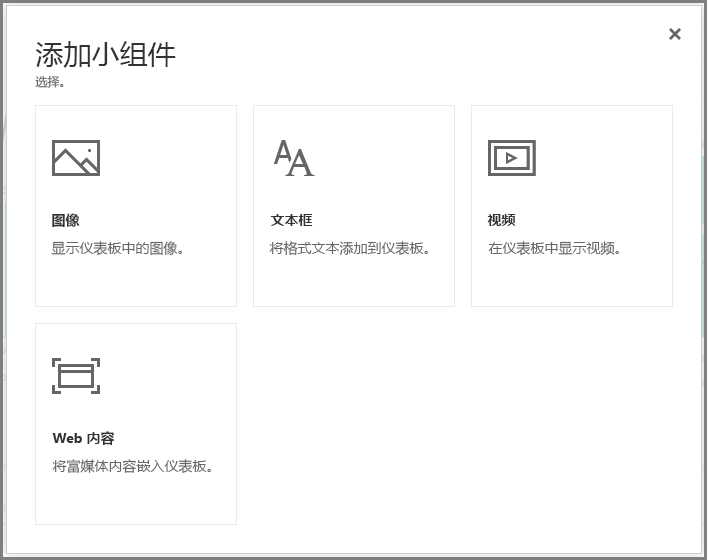 添加小组件
选择。
图像
显示仪表板中的图像。
文本框
将格式文本添加到仪表板。
视频
在仪表板中显示视频。
Web 内容
将富媒体内容嵌入仪表板。